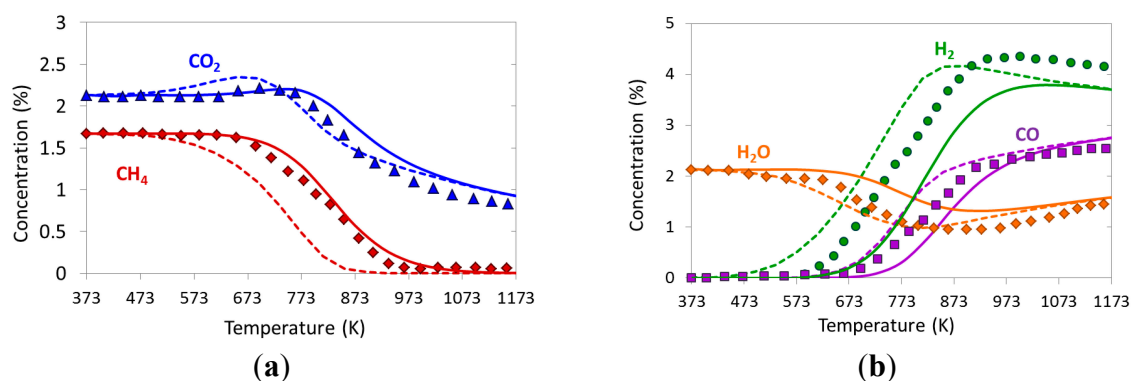 3
2.5
2
1.5
1
0.5
0
Concentration (%)
CO2
CH4
373 473 573 673 773 873 973 1073 1173
Temperature (K)
(a)
5
4
3
2
1
0
Concentration (%)
H2
CO
H2O
373 473 573 673 773 873 973 1073 1173
Temperature (K)
(b)